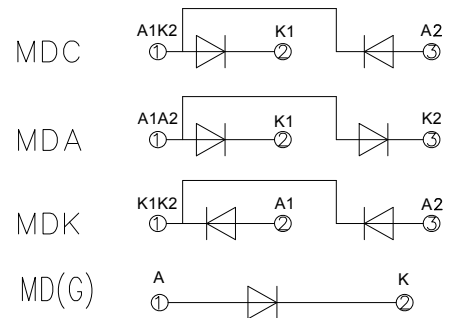 A1K2 K1 A2
MDC ① ② ③
A1A2 K1 K2
MDA ① ② ③
K1K2 A1 A2
MDK ① ② ③
A K
MD(G) ① ②